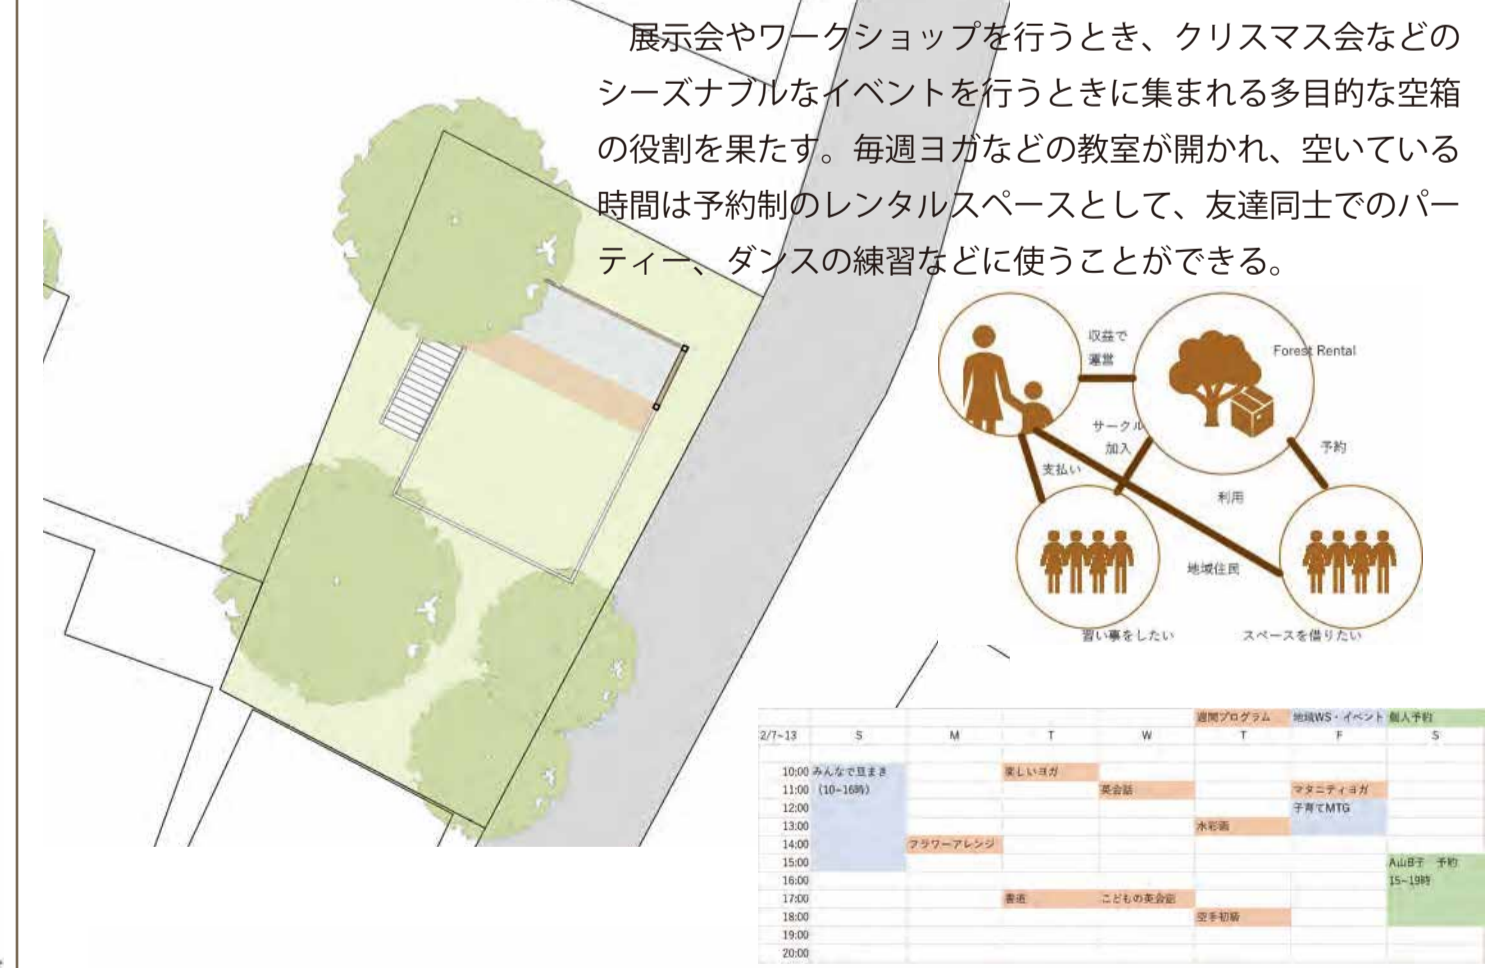 展示会やワークショップを行うとき、クリスマス会などの
シーズナブルなイベントを行うときに集まれる多目的な空箱
の役割を果たす。毎週ヨガなどの教室が開かれ、空いている
時間は予約制のレンタルスペースとして、友達同士でのパー
ティー、ダンスの練習などに使うことができる。
収益で
運営
Forest Rental
サークル
加入
支払い
予約
利用
地域住民
習い事をしたい
スペースを借りたい
週間プログラム 地域WS・イベント 個人予約
2/7~13 S M T W T F S
10:00 みんなで豆まき 楽しいヨガ
11:00 (10~16時) 英会話 マタニティヨガ
12:00 子育てMTG
13:00 水彩画
14:00 フラワーアレンジ
15:00 A山B子 予約
16:00 15~19時
17:00 書道 こどもの英会話
18:00 空手初級
19:00
20:00